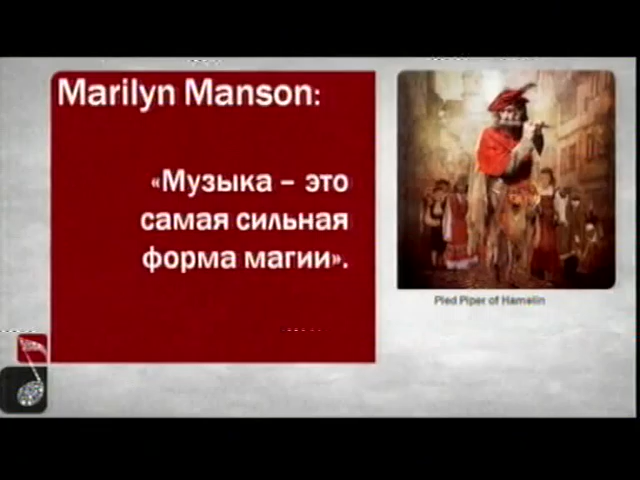 Marilyn Manson:
«Музыка – это
самая сильная
форма магии».
Pied Piper of Hamelin